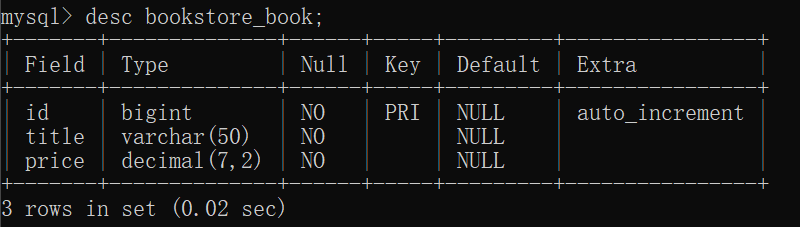 mysql> desc bookstore_book;
+-------+--------------+------+-----+---------+----------------+
| Field | Type         | Null | Key | Default | Extra          |
+-------+--------------+------+-----+---------+----------------+
| id    | bigint       | NO   | PRI | NULL    | auto_increment |
| title | varchar(50)  | NO   |     | NULL    |                |
| price | decimal(7,2) | NO   |     | NULL    |                |
+-------+--------------+------+-----+---------+----------------+
3 rows in set (0.02 sec)